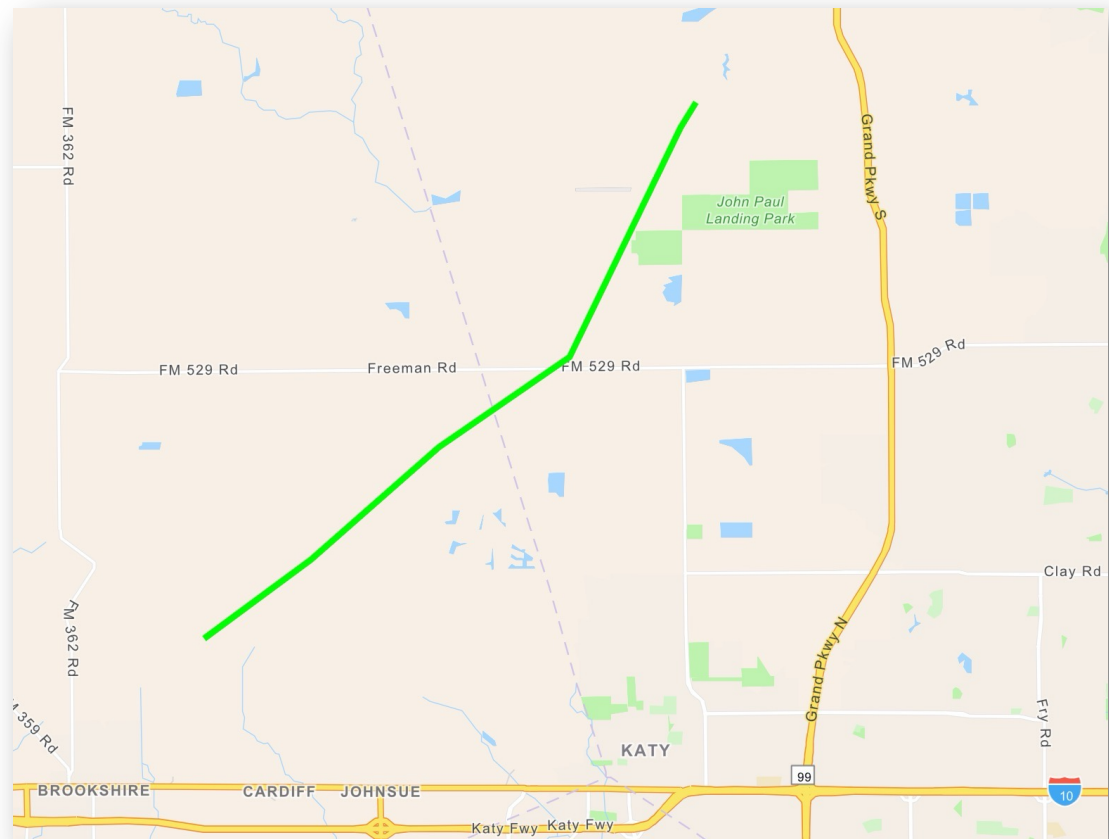 FM 362 Rd
Grand Pkwy S
John Paul
Landing Park
FM 529 Rd
Freeman Rd
FM 529 Rd
FM 529 Rd
Clay Rd
FM 362 Rd
Grand Pkwy N
Fry Rd
359 Rd
KATY
99
BROOKSHIRE
CARDIFF
JOHNSUE
10
Katy Fwy
Katy Fwy